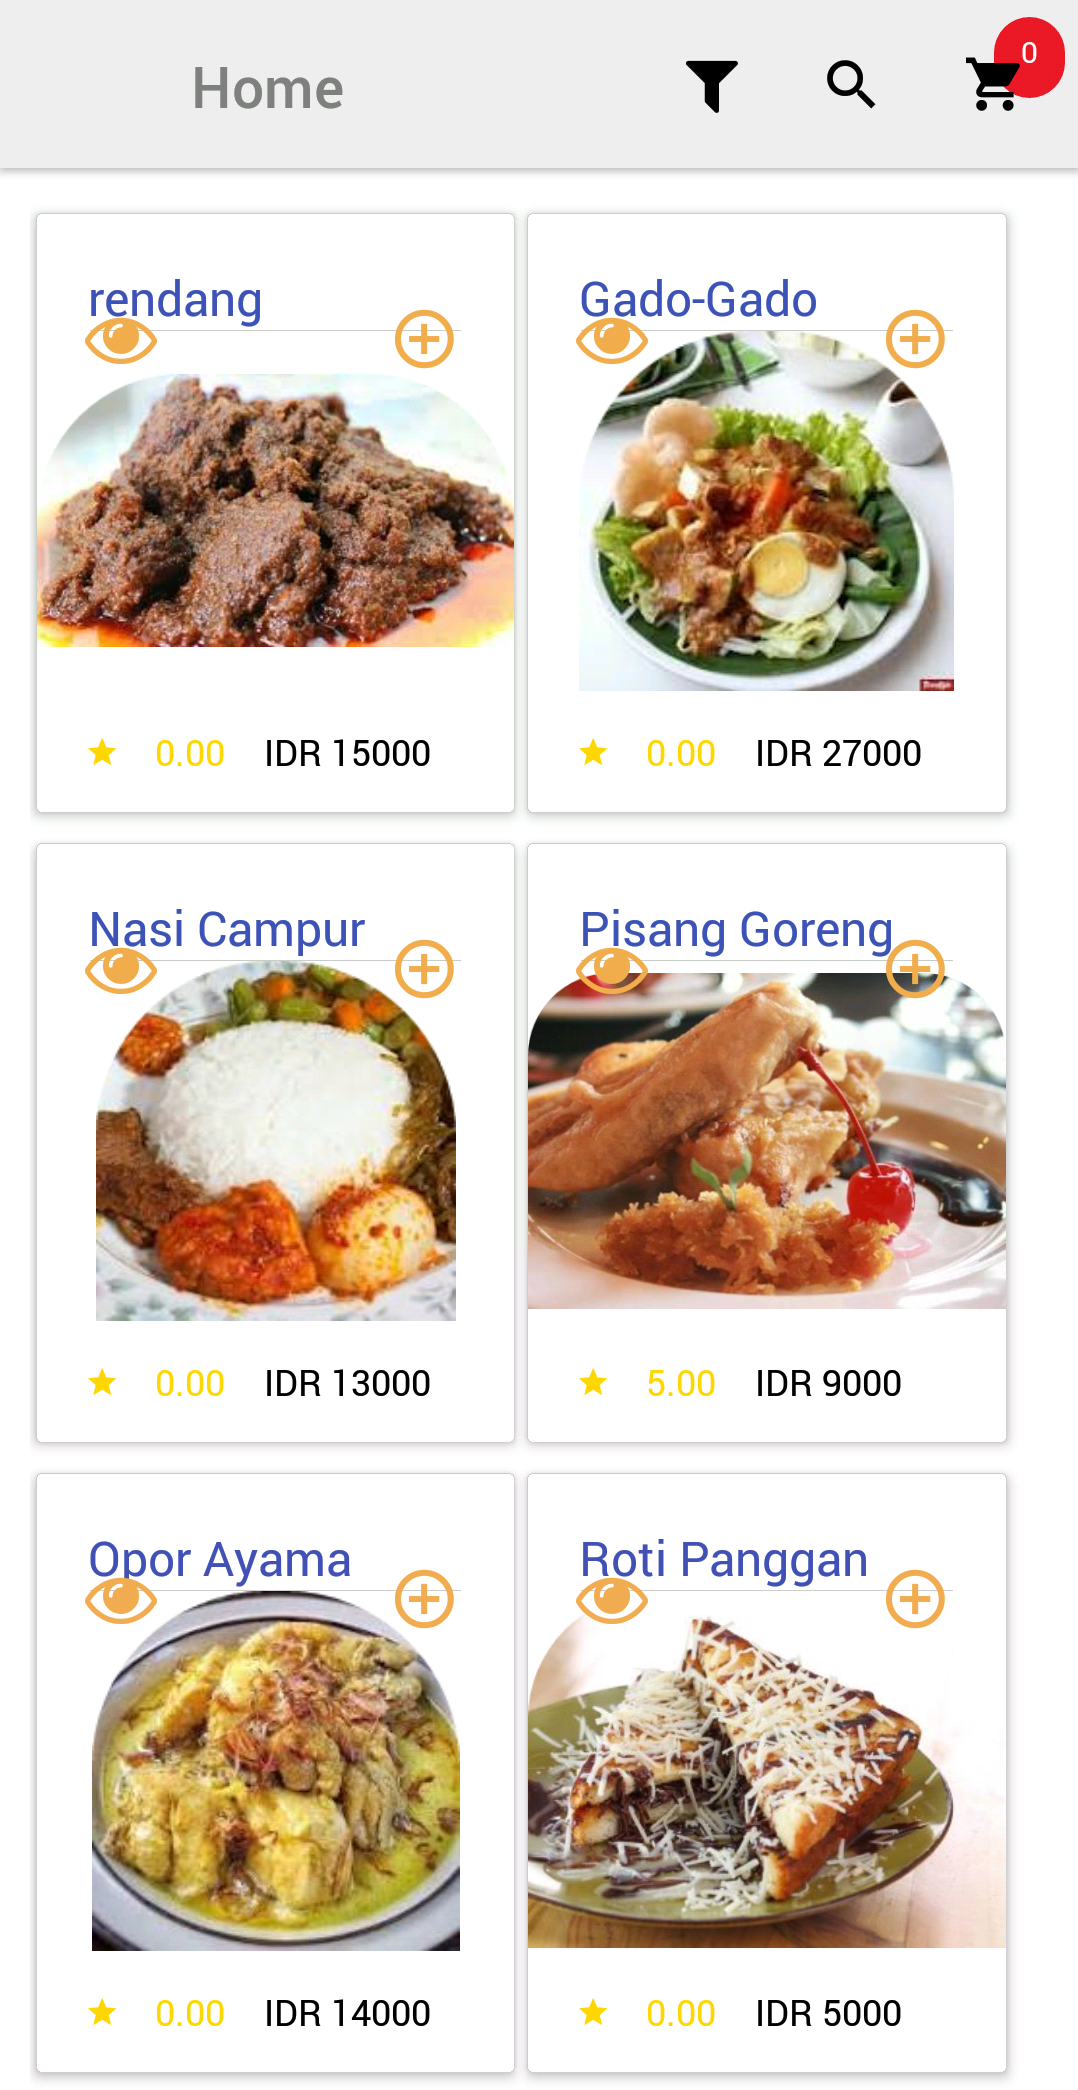 Home
0
rendang
Gado-Gado
0.00 IDR 15000
0.00 IDR 27000
Nasi Campur
Pisang Goreng
0.00 IDR 13000
5.00 IDR 9000
Opor Ayama
Roti Panggan
0.00 IDR 14000
0.00 IDR 5000